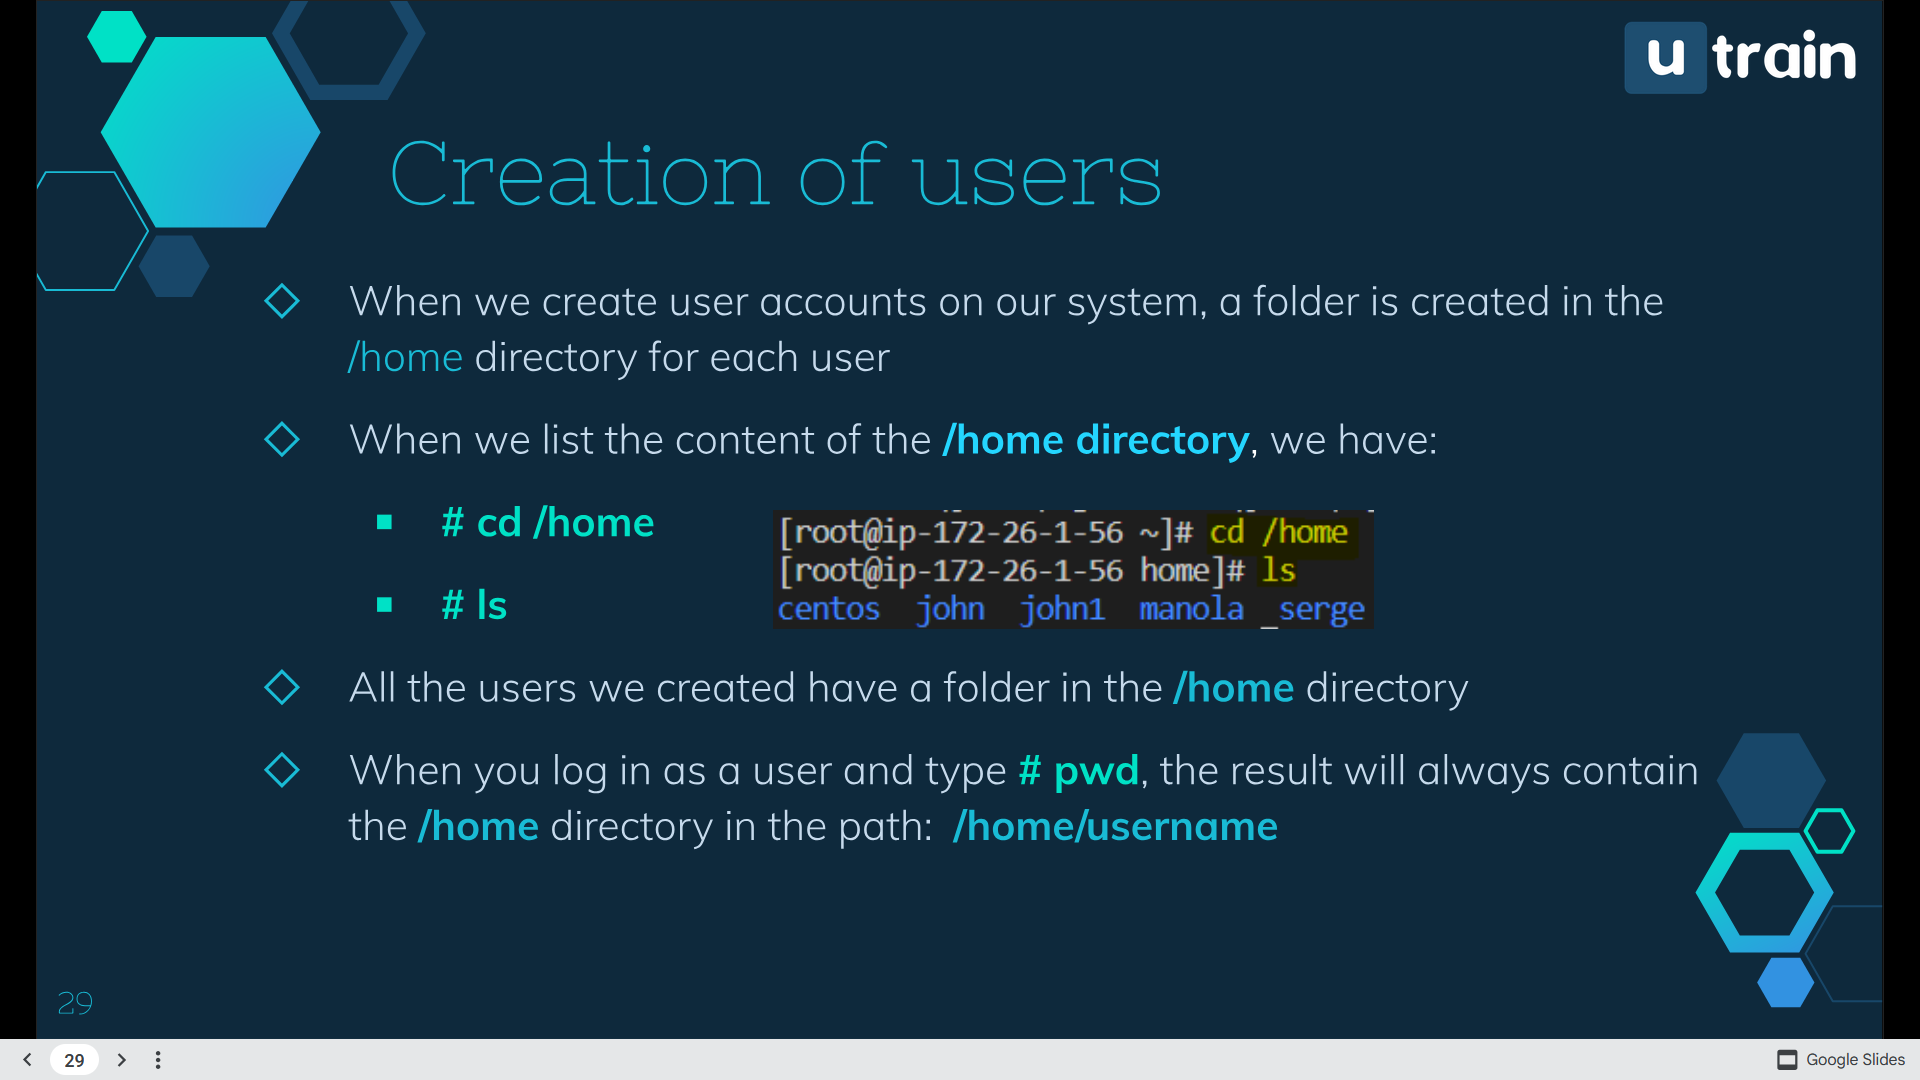 u train
Creation of users
When we create user accounts on our system, a folder is created in the
/home directory for each user
When we list the content of the /home directory, we have:
# cd /home
# ls
[root@ip-172-26-1-56 ~]# cd /home
[root@ip-172-26-1-56 home]# ls
centos john john1 manola _serge
All the users we created have a folder in the /home directory
When you log in as a user and type # pwd, the result will always contain
the /home directory in the path: /home/username
29
29
Google Slides